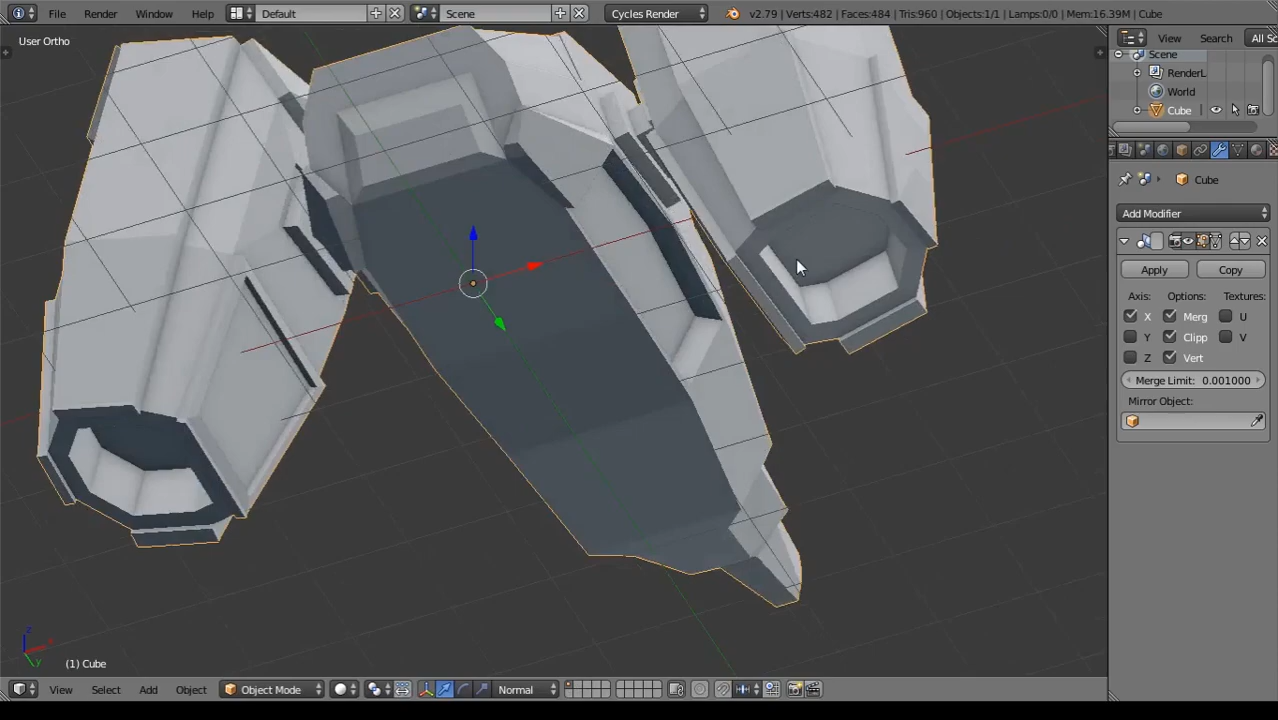 File Render Window Help Default Scene Cycles Render v2.79 | Verts:482 | Faces:484 | Tris:960 | Objects:1/1 | Lamps:0/0 | Mem:16.39M | Cube
User Ortho
View Search All Sc
Scene
RenderL
World
Cube
Cube
Add Modifier
Apply Copy
Axis: Options: Textures:
X Merg U
Y Clipp V
Z Vert
Merge Limit: 0.001000
Mirror Object:
z
x
y
(1) Cube
View Select Add Object Object Mode Normal